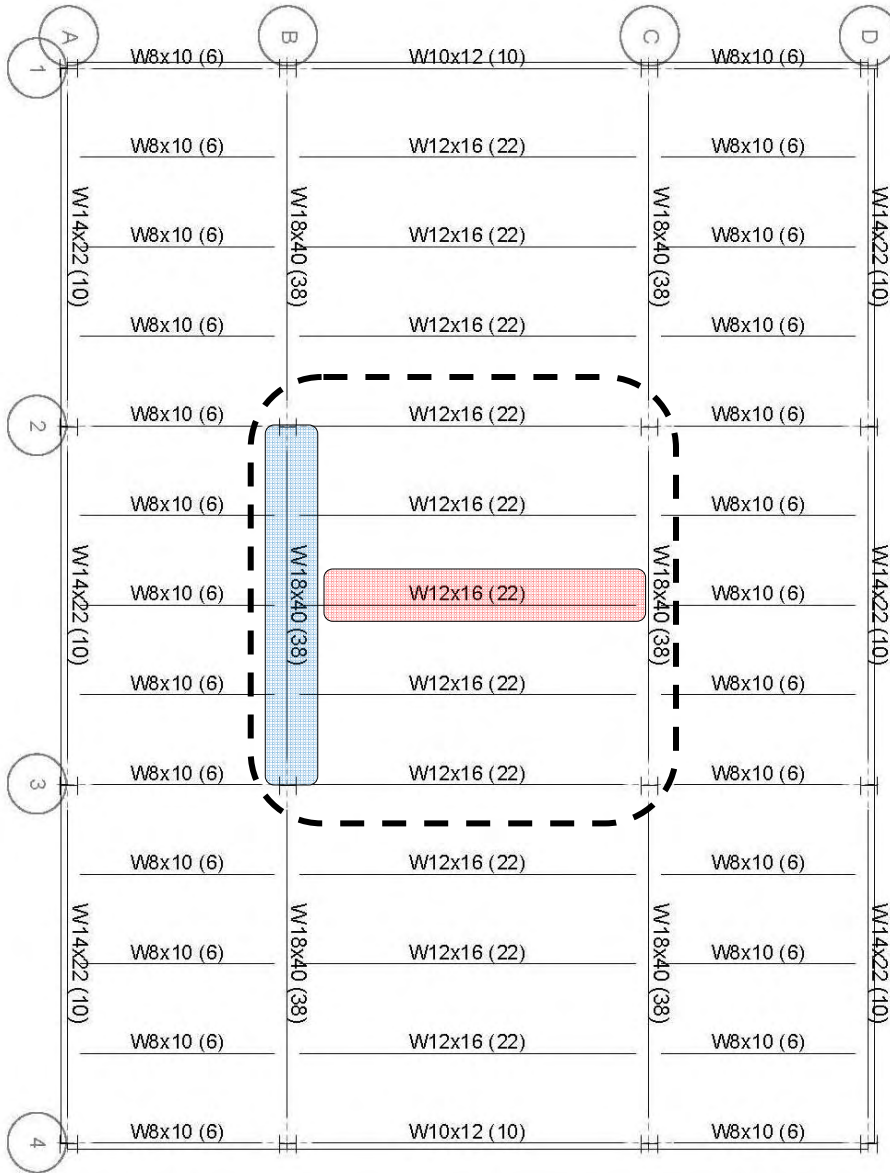 A B C D
1 W8x10 (6) W10x12 (10) W8x10 (6)
W8x10 (6) W12x16 (22) W8x10 (6)
W14x22 (10) W18x40 (38) W18x40 (38) W14x22 (10)
W8x10 (6) W12x16 (22) W8x10 (6)
W8x10 (6) W12x16 (22) W8x10 (6)
2 W8x10 (6) W12x16 (22) W8x10 (6)
W8x10 (6) W12x16 (22) W8x10 (6)
W14x22 (10) W18x40 (38) W18x40 (38) W14x22 (10)
W8x10 (6) W12x16 (22) W8x10 (6)
W8x10 (6) W12x16 (22) W8x10 (6)
3 W8x10 (6) W12x16 (22) W8x10 (6)
W8x10 (6) W12x16 (22) W8x10 (6)
W14x22 (10) W18x40 (38) W18x40 (38) W14x22 (10)
W8x10 (6) W12x16 (22) W8x10 (6)
W8x10 (6) W12x16 (22) W8x10 (6)
4 W8x10 (6) W10x12 (10) W8x10 (6)